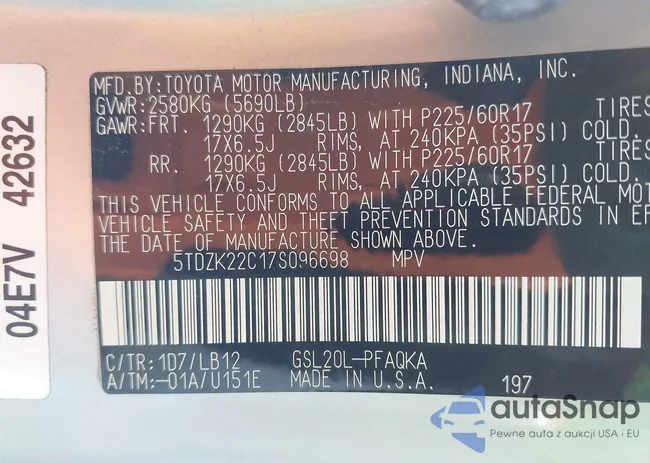 04E7V 42632
MFD.BY:TOYOTA MOTOR MANUFACTURING, INDIANA, INC.
GVWR:2580KG (5690LB)
GAWR:FRT. 1290KG (2845LB) WITH P225/60R17 TIRES
17X6.5J RIMS, AT 240KPA (35PSI) COLD.
RR. 1290KG (2845LB) WITH P225/60R17 TIRES
17X6.5J RIMS, AT 240KPA (35PSI) COLD.
THIS VEHICLE CONFORMS TO ALL APPLICABLE FEDERAL MOT
VEHICLE SAFETY AND THEFT PREVENTION STANDARDS IN EF
THE DATE OF MANUFACTURE SHOWN ABOVE.
5TDZK22C17S096698 MPV
C/TR:1D7/LB12 GSL20L-PFAQKA
A/TM:-01A/U151E MADE IN U.S.A. 197
autaSnap
Pewne auta z aukcji USA i EU